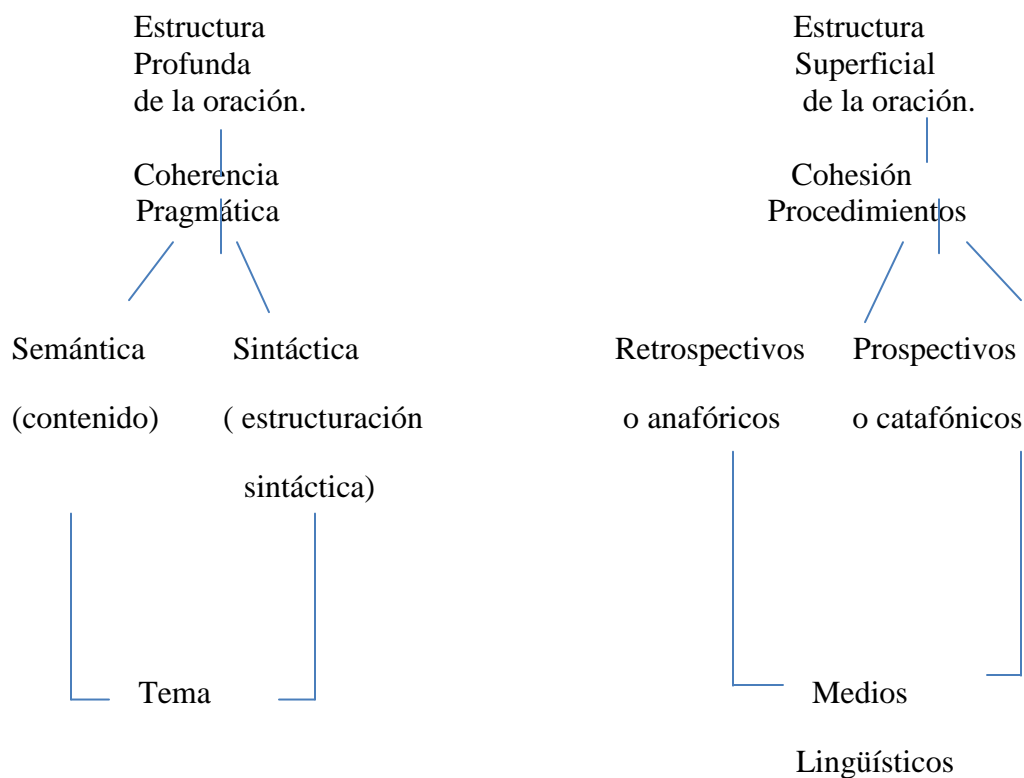 Estructura
Profunda
de la oración.
Coherencia
Pragmática
Semántica
(contenido)
Sintáctica
( estructuración
sintáctica)
Tema
Estructura
Superficial
de la oración.
Cohesión
Procedimientos
Retrospectivos
o anafóricos
Prospectivos
o catafónicos
Medios
Lingüísticos